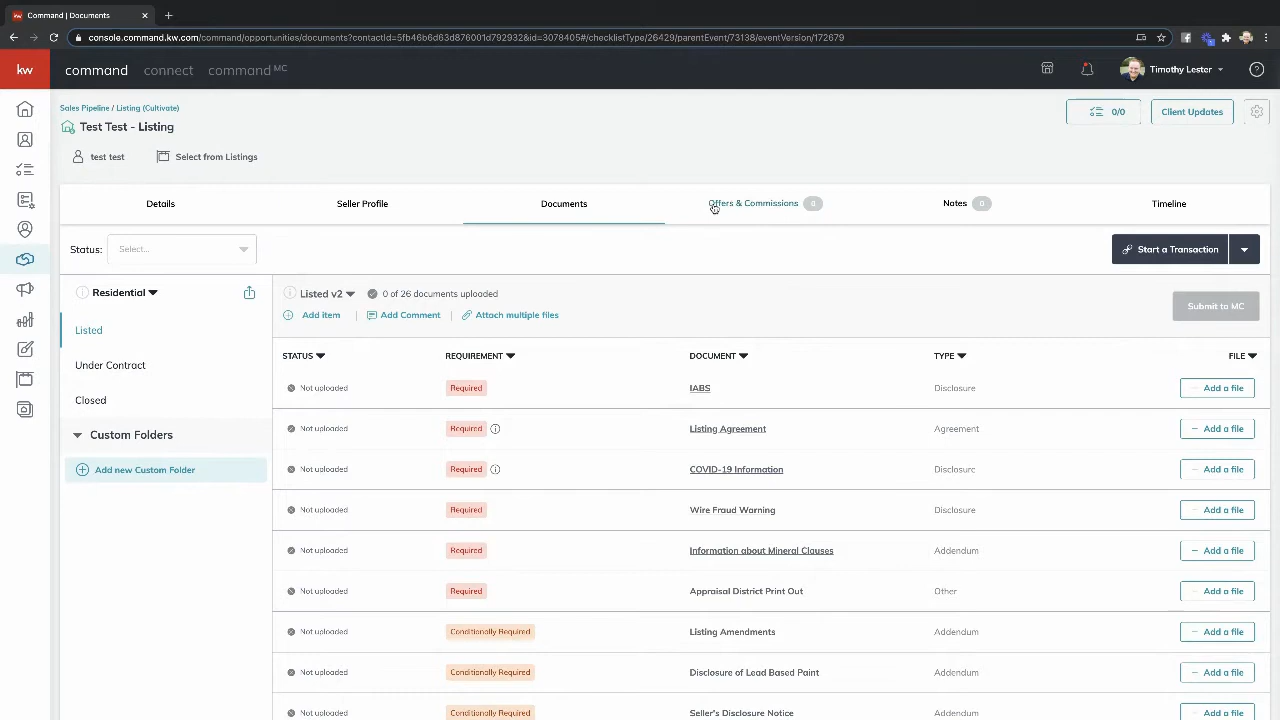 Command | Documents
console.command.kw.com/command/opportunities/documents?contactId=5fb46b6d63d876001d792932&id=3078405#/checklistType/26429/parentEvent/73138/eventVersion/172679
kw command connect command MC Timothy Lester
Sales Pipeline / Listing (Cultivate)
Test Test - Listing
0/0 Client Updates
test test Select from Listings
Details Seller Profile Documents Offers & Commissions 0 Notes 0 Timeline
Status: Select... Start a Transaction
Residential
Listed
Under Contract
Closed
Custom Folders
Add new Custom Folder
Listed v2 0 of 26 documents uploaded
Submit to MC
Add item Add Comment Attach multiple files
STATUS REQUIREMENT DOCUMENT TYPE FILE
Not uploaded Required IABS Disclosure Add a file
Not uploaded Required Listing Agreement Agreement Add a file
Not uploaded Required COVID-19 Information Disclosure Add a file
Not uploaded Required Wire Fraud Warning Disclosure Add a file
Not uploaded Required Information about Mineral Clauses Addendum Add a file
Not uploaded Required Appraisal District Print Out Other Add a file
Not uploaded Conditionally Required Listing Amendments Addendum Add a file
Not uploaded Conditionally Required Disclosure of Lead Based Paint Addendum Add a file
Not uploaded Conditionally Required Seller's Disclosure Notice Addendum Add a file